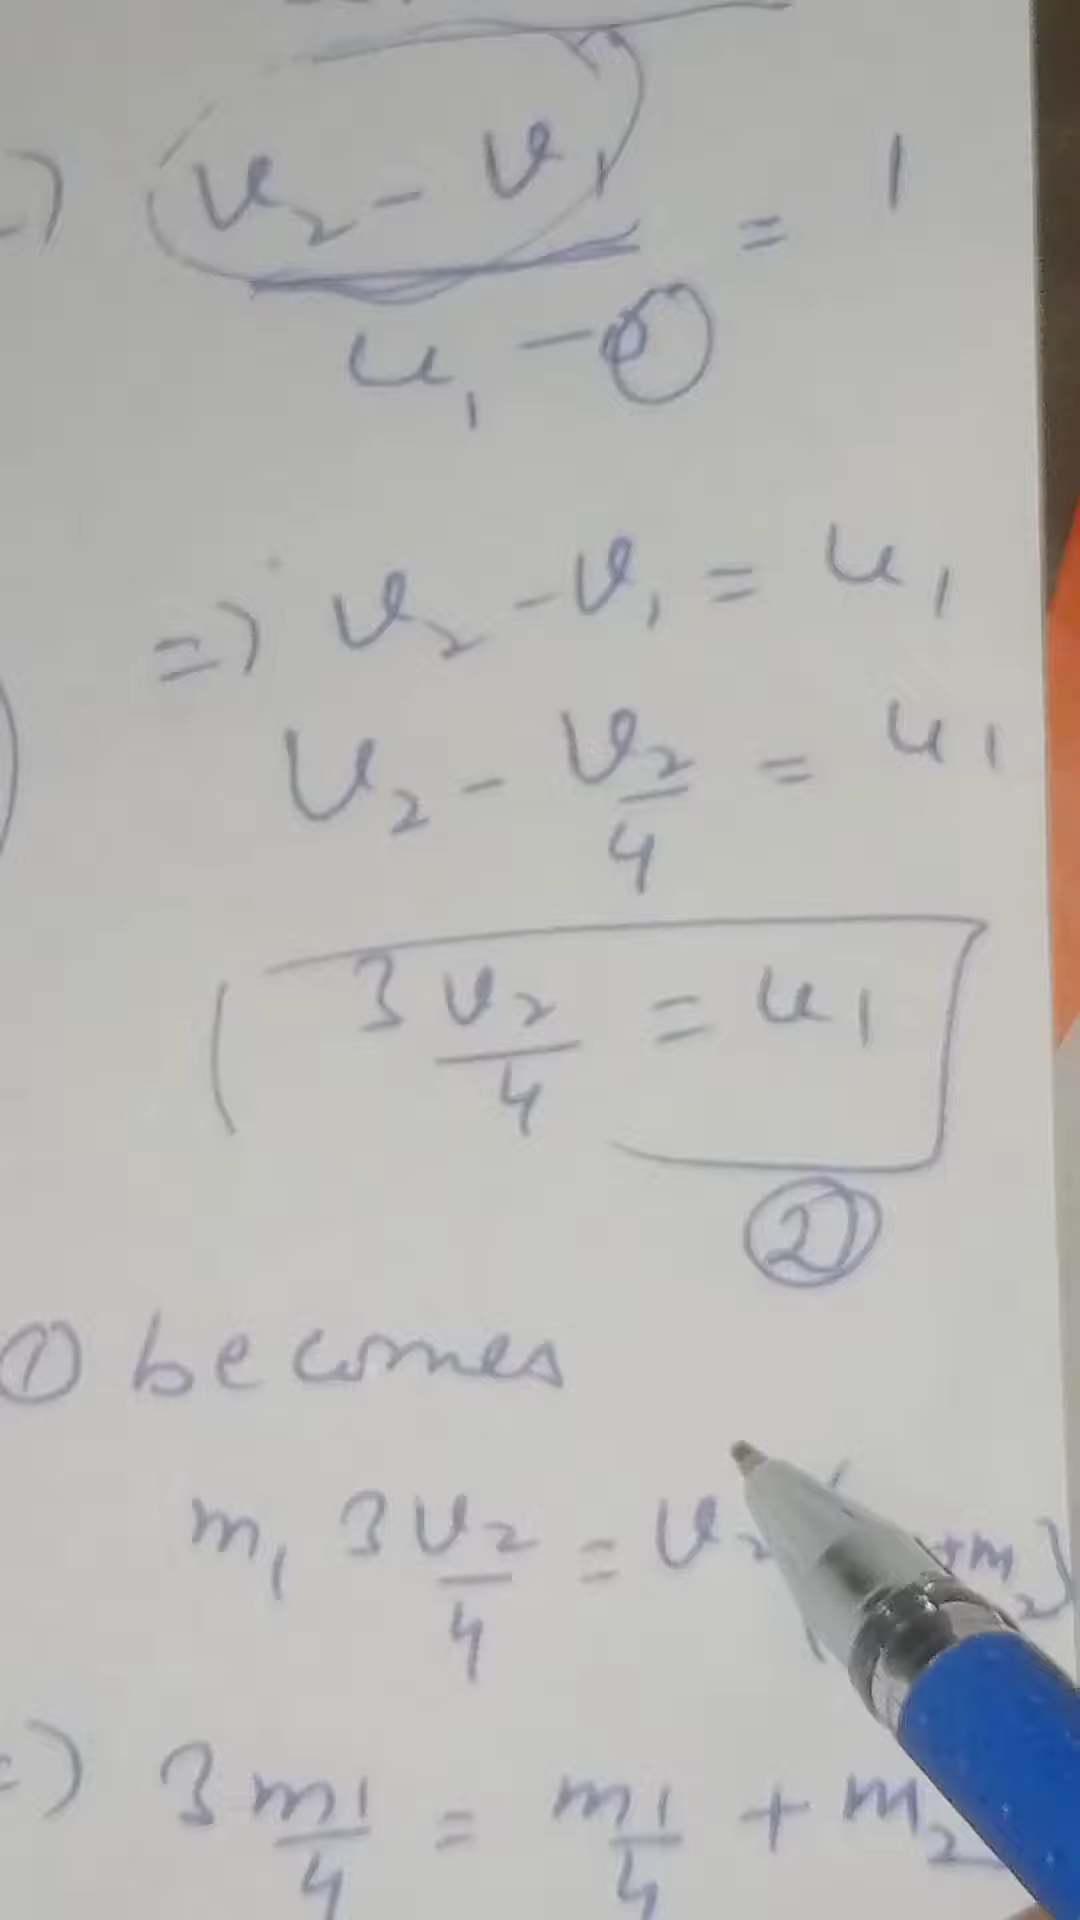 =) v₂ - v₁ / u₁ - 0 = 1
=) v₂ - v₁ = u₁
v₂ - v₂/4 = u₁
3v₂/4 = u₁
②
① becomes
m₁ 3v₂/4 = v₂ ( + m₂)
=) 3m₁/4 = m₁/4 + m₂